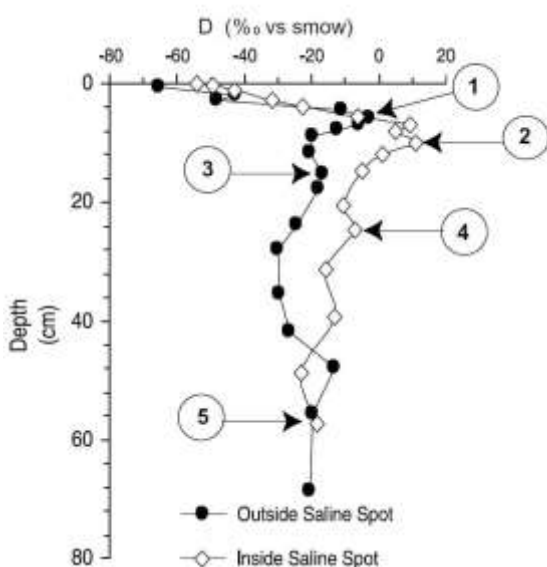 D (‰ vs smow)
-80 -60 -40 -20 0 20
0
20
40
60
80
Depth
(cm)
1
2
3
4
5
Outside Saline Spot
Inside Saline Spot